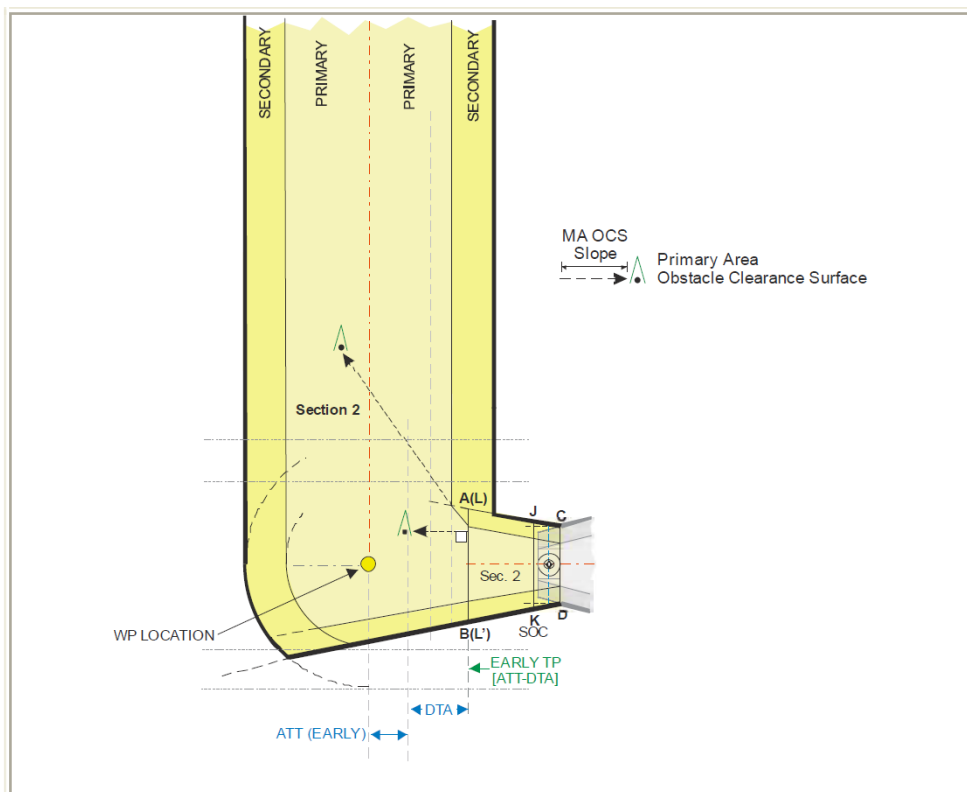 SECONDARY
PRIMARY
PRIMARY
SECONDARY
MA OCS
Slope
Primary Area
Obstacle Clearance Surface
Section 2
A(L)
J
C
Sec. 2
WP LOCATION
B(L')
K
D
SOC
EARLY TP
[ATT-DTA]
DTA
ATT (EARLY)